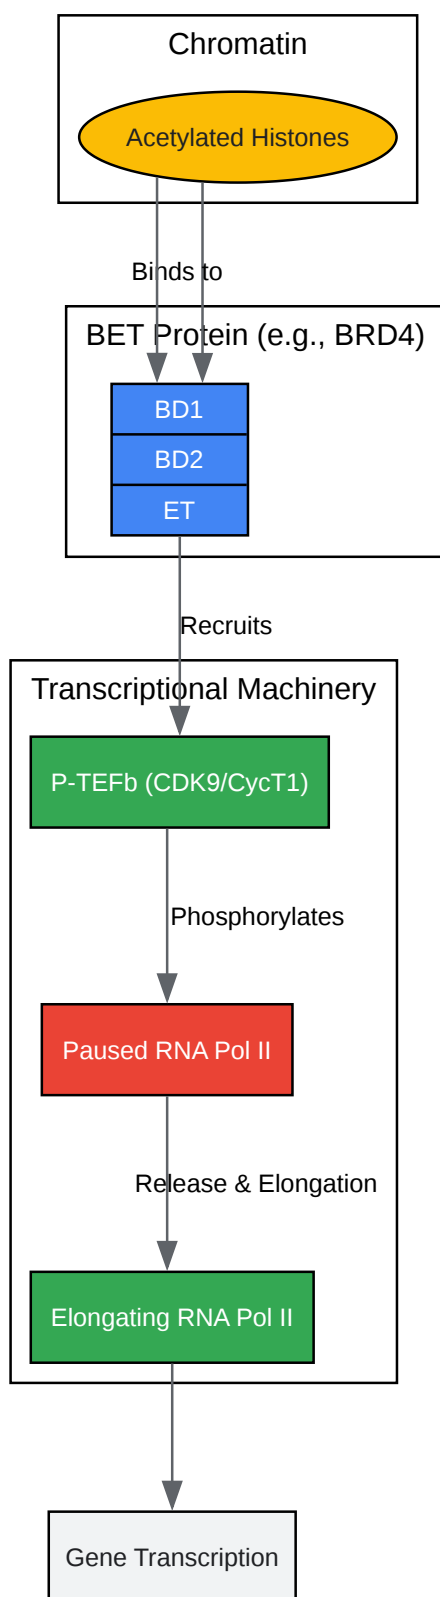 Chromatin
Acetylated Histones
Binds to
BET Protein (e.g., BRD4)
BD1
BD2
ET
Recruits
Transcriptional Machinery
P-TEFb (CDK9/CycT1)
Phosphorylates
Paused RNA Pol II
Release & Elongation
Elongating RNA Pol II
Gene Transcription